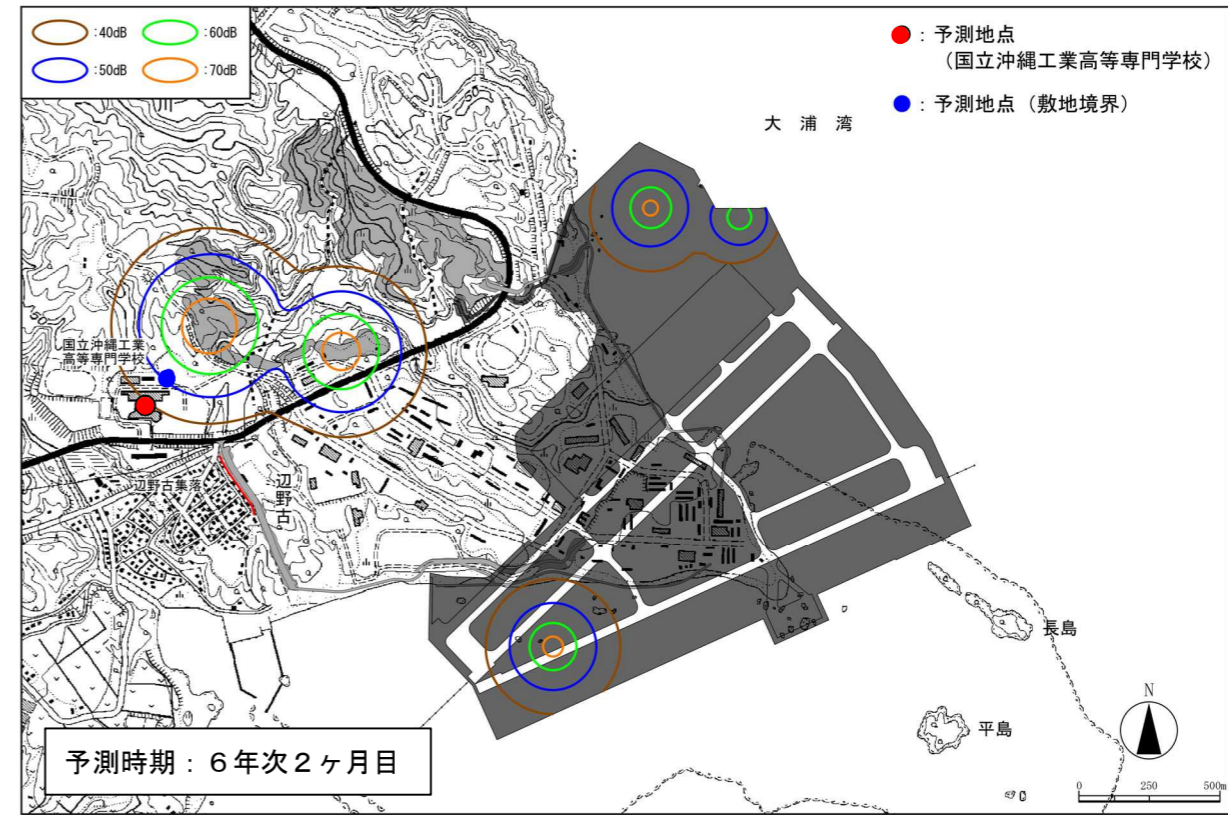 :40dB
:60dB
:50dB
:70dB
●：予測地点
（国立沖縄工業高等専門学校）
●：予測地点（敷地境界）
大浦湾
国立沖縄工業
高等専門学校
辺野古集落
辺野古
長島
平島
N
0 250 500m
予測時期：６年次２ヶ月目